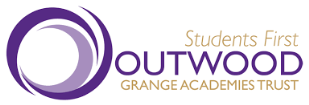 Students First
OUTWOOD
GRANGE ACADEMIES TRUST